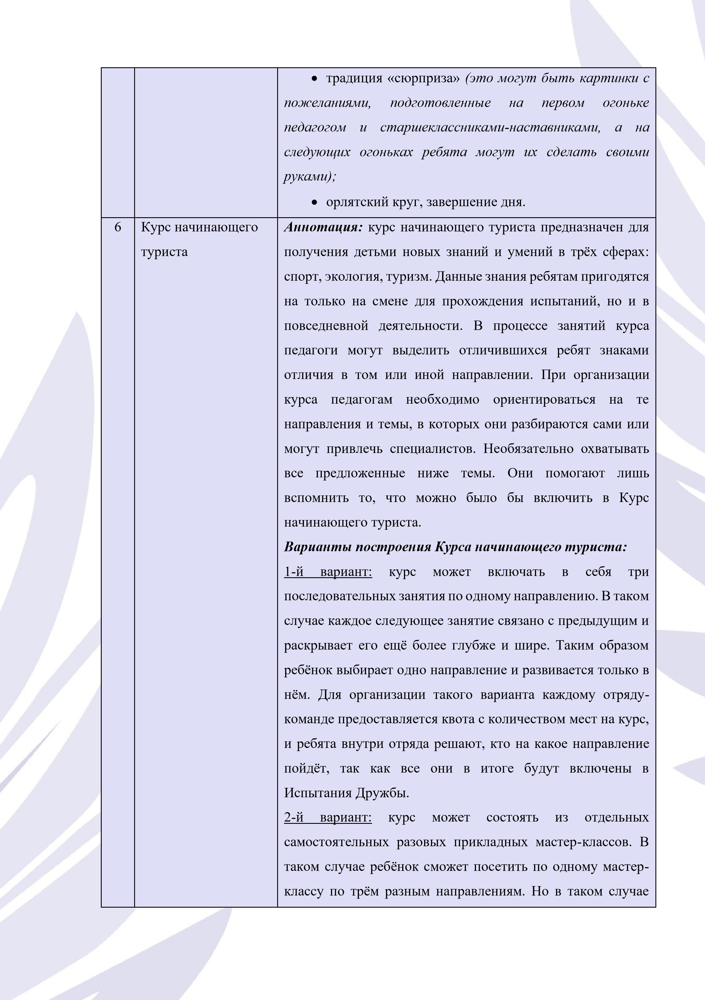 • традиция «сюрприза» (это могут быть картинки с
пожеланиями, подготовленные на первом огоньке
педагогом и старшеклассниками-наставниками, а на
следующих огоньках ребята могут их сделать своими
руками);
• орлятский круг, завершение дня.
6
Курс начинающего
туриста
Аннотация: курс начинающего туриста предназначен для
получения детьми новых знаний и умений в трёх сферах:
спорт, экология, туризм. Данные знания ребятам пригодятся
на только на смене для прохождения испытаний, но и в
повседневной деятельности. В процессе занятий курса
педагоги могут выделить отличившихся ребят знаками
отличия в том или иной направлении. При организации
курса педагогам необходимо ориентироваться на те
направления и темы, в которых они разбираются сами или
могут привлечь специалистов. Необязательно охватывать
все предложенные ниже темы. Они помогают лишь
вспомнить то, что можно было бы включить в Курс
начинающего туриста.
Варианты построения Курса начинающего туриста:
1-й вариант: курс может включать в себя три
последовательных занятия по одному направлению. В таком
случае каждое следующее занятие связано с предыдущим и
раскрывает его ещё более глубже и шире. Таким образом
ребёнок выбирает одно направление и развивается только в
нём. Для организации такого варианта каждому отряду-
команде предоставляется квота с количеством мест на курс,
и ребята внутри отряда решают, кто на какое направление
пойдёт, так как все они в итоге будут включены в
Испытания Дружбы.
2-й вариант: курс может состоять из отдельных
самостоятельных разовых прикладных мастер-классов. В
таком случае ребёнок сможет посетить по одному мастер-
классу по трём разным направлениям. Но в таком случае